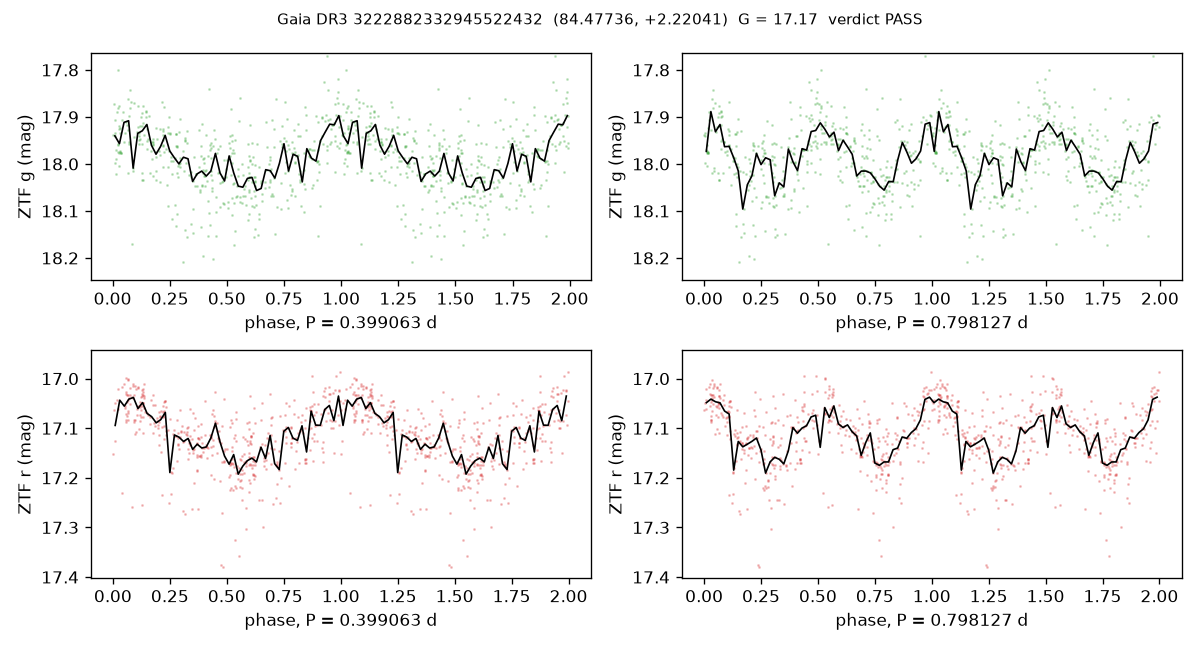 Gaia DR3 3222882332945522432  (84.47736, +2.22041)  G = 17.17  verdict PASS
17.8
17.9
18.0
18.1
18.2
ZTF g (mag)
0.00 0.25 0.50 0.75 1.00 1.25 1.50 1.75 2.00
phase, P = 0.399063 d
17.8
17.9
18.0
18.1
18.2
ZTF g (mag)
0.00 0.25 0.50 0.75 1.00 1.25 1.50 1.75 2.00
phase, P = 0.798127 d
17.0
17.1
17.2
17.3
17.4
ZTF r (mag)
0.00 0.25 0.50 0.75 1.00 1.25 1.50 1.75 2.00
phase, P = 0.399063 d
17.0
17.1
17.2
17.3
17.4
ZTF r (mag)
0.00 0.25 0.50 0.75 1.00 1.25 1.50 1.75 2.00
phase, P = 0.798127 d